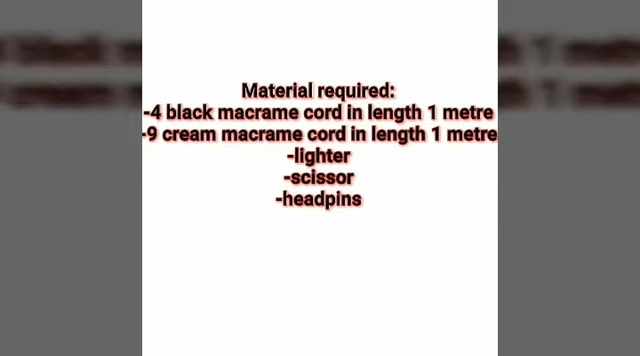 Material required:
-4 black macrame cord in length 1 metre
-9 cream macrame cord in length 1 metre
-lighter
-scissor
-headpins